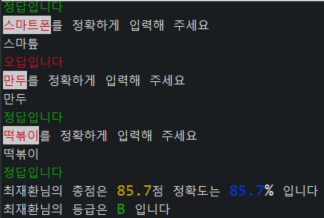 정답입니다
스마트폰를 정확하게 입력해 주세요
스마틒
오답입니다
만두를 정확하게 입력해 주세요
만두
정답입니다
떡볶이를 정확하게 입력해 주세요
떡볶이
정답입니다
최재환님의 총점은 85.7점 정확도는 85.7% 입니다
최재환님의 등급은 B 입니다